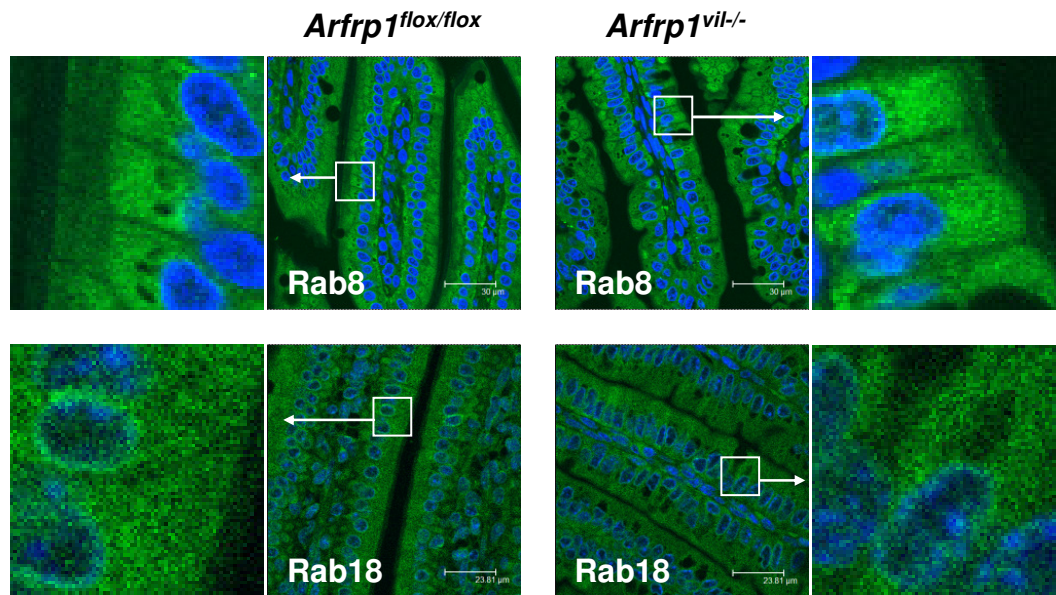 Arfrp1flox/flox Arfrp1vil-/-
Rab8
30 µm
Rab8
30 µm
Rab18
23.81 µm
Rab18
23.81 µm